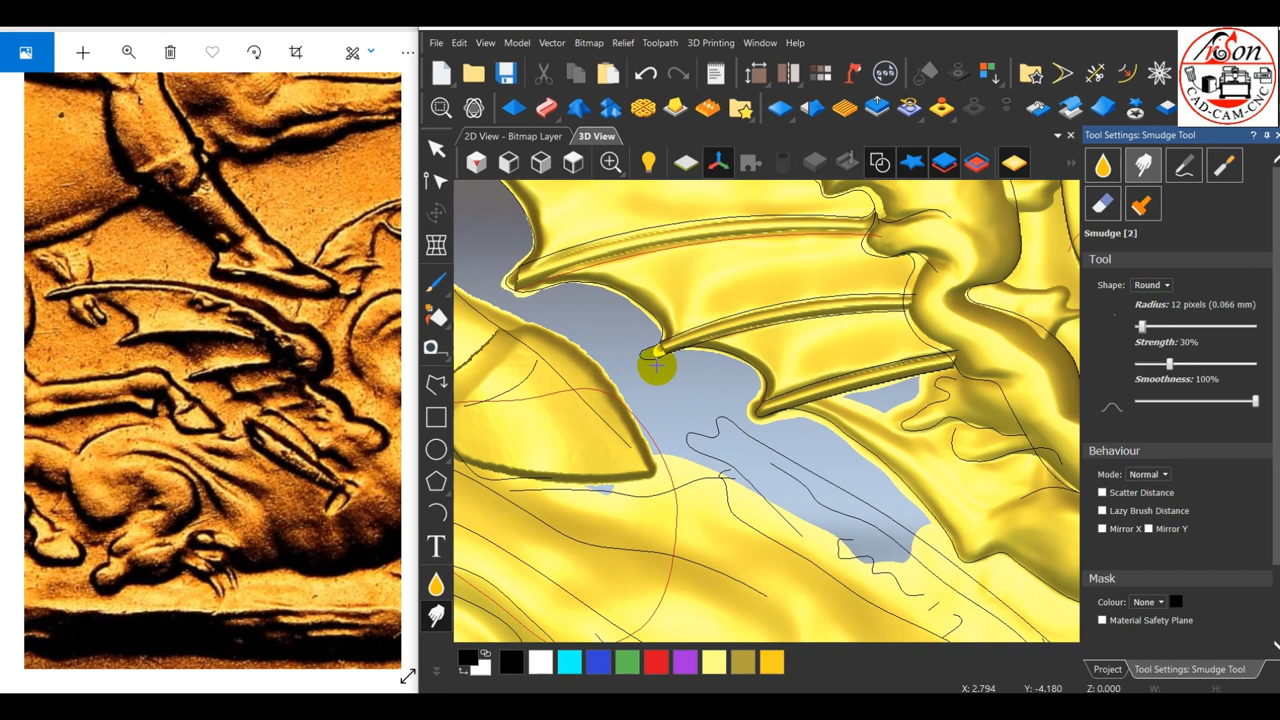 File Edit View Model Vector Bitmap Relief Toolpath 3D Printing Window Help
CAD-CAM-CNC
2D View - Bitmap Layer 3D View
Tool Settings: Smudge Tool
Smudge [2]
Tool
Shape: Round
Radius: 12 pixels (0.066 mm)
Strength: 30%
Smoothness: 100%
Behaviour
Mode: Normal
Scatter Distance
Lazy Brush Distance
Mirror X Mirror Y
Mask
Colour: None
Material Safety Plane
Project Tool Settings: Smudge Tool
X: 2.794 Y: -4.180 Z: 0.000 W: H: